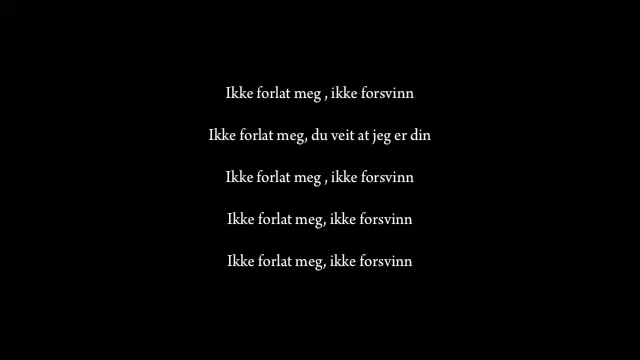 Ikke forlat meg , ikke forsvinn
Ikke forlat meg, du veit at jeg er din
Ikke forlat meg , ikke forsvinn
Ikke forlat meg, ikke forsvinn
Ikke forlat meg, ikke forsvinn